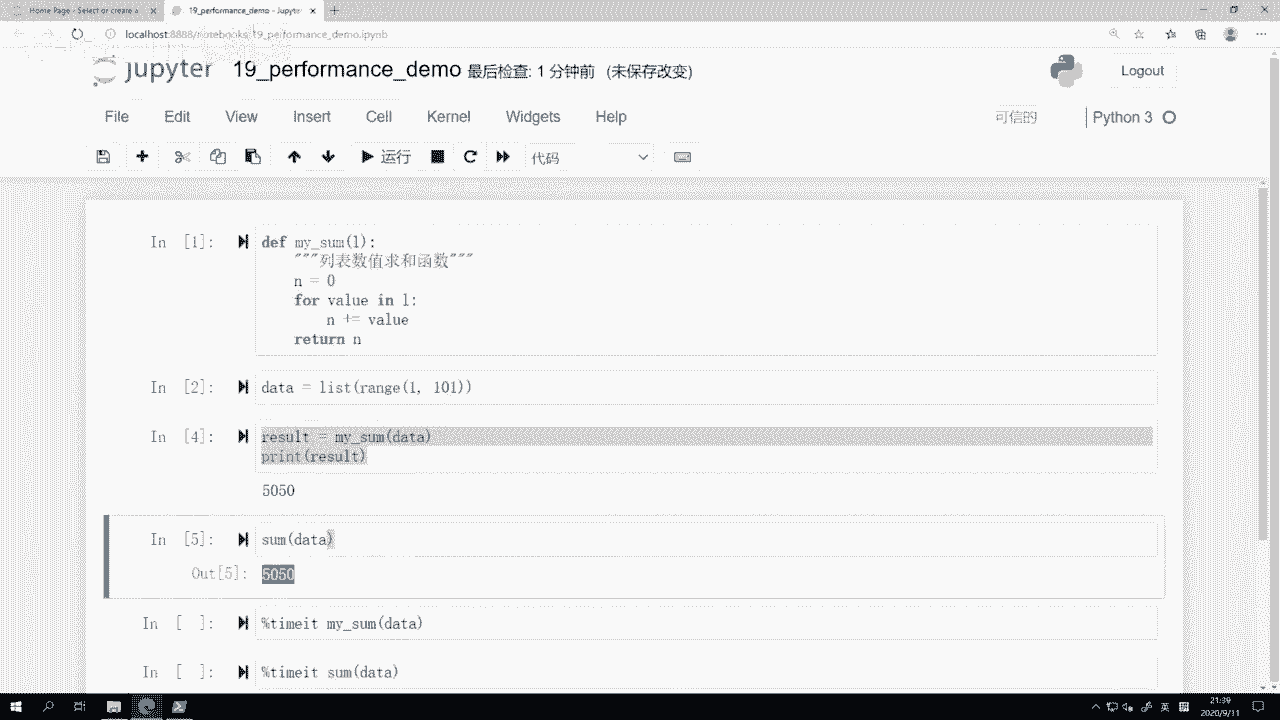 Home Page - Select or create a
19_performance_demo - Jupyter
localhost:8888/notebooks/19_performance_demo.ipynb
jupyter 19_performance_demo 最后检查: 1 分钟前 (未保存改变)
Logout
File Edit View Insert Cell Kernel Widgets Help
可信的
Python 3
运行
代码
In [1]:
def my_sum(l):
"""列表数值求和函数"""
n = 0
for value in l:
n += value
return n
In [2]: data = list(range(1, 101))
In [4]: result = my_sum(data)
print(result)
5050
In [5]: sum(data)
Out[5]: 5050
In [ ]: %timeit my_sum(data)
In [ ]: %timeit sum(data)
英
21:39
2020/9/11